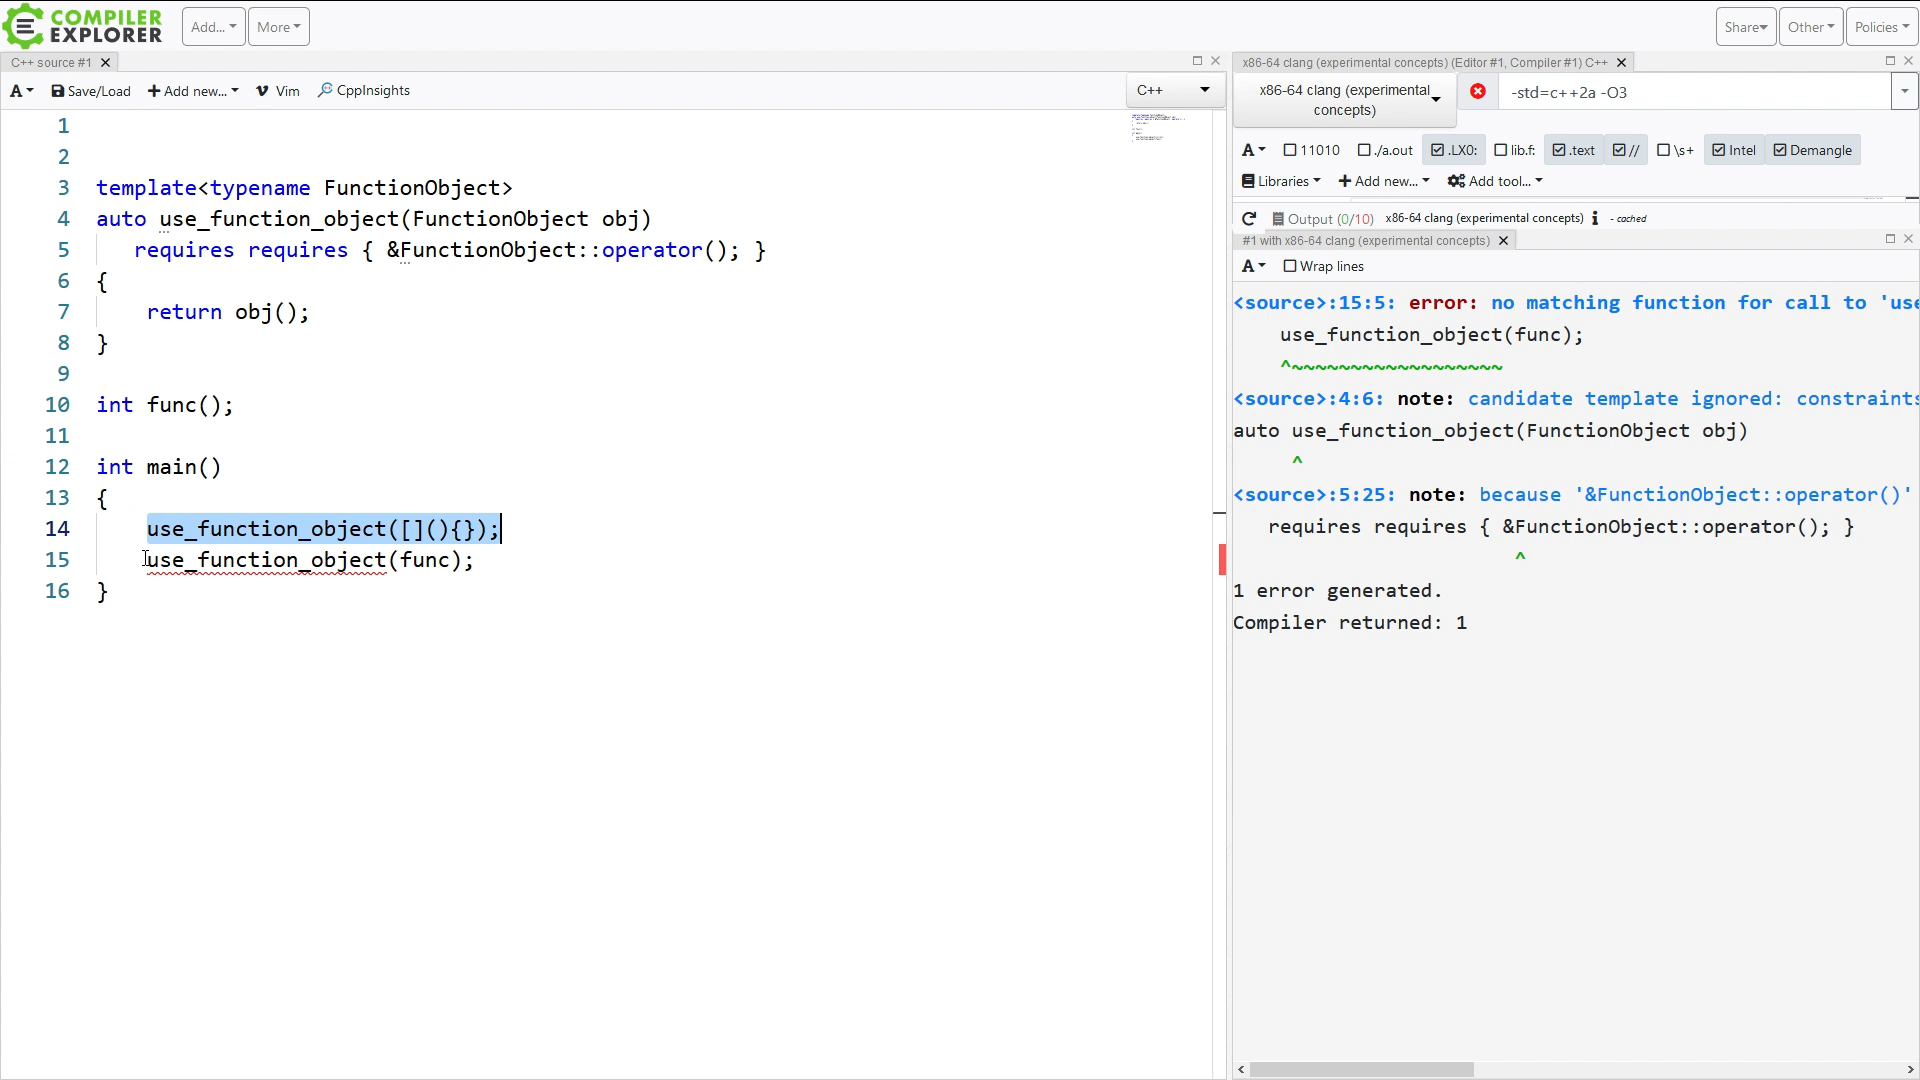 COMPILER
EXPLORER
Add...
More
Share
Other
Policies
C++ source #1
x86-64 clang (experimental concepts) (Editor #1, Compiler #1) C++
A
Save/Load
+ Add new...
Vim
CppInsights
C++
x86-64 clang (experimental
concepts)
-std=c++2a -O3
A
11010
./a.out
.LX0:
lib.f:
.text
//
\s+
Intel
Demangle
Libraries
+ Add new...
Add tool...
Output (0/10) x86-64 clang (experimental concepts) i - cached
#1 with x86-64 clang (experimental concepts)
A
Wrap lines
1
2
3 template<typename FunctionObject>
4 auto use_function_object(FunctionObject obj)
5 requires requires { &FunctionObject::operator(); }
6 {
7 return obj();
8 }
9
10 int func();
11
12 int main()
13 {
14 use_function_object([](){});
15 use_function_object(func);
16 }
<source>:15:5: error: no matching function for call to 'use
use_function_object(func);
^~~~~~~~~~~~~~~~~~~
<source>:4:6: note: candidate template ignored: constraints
auto use_function_object(FunctionObject obj)
^
<source>:5:25: note: because '&FunctionObject::operator()'
requires requires { &FunctionObject::operator(); }
^
1 error generated.
Compiler returned: 1